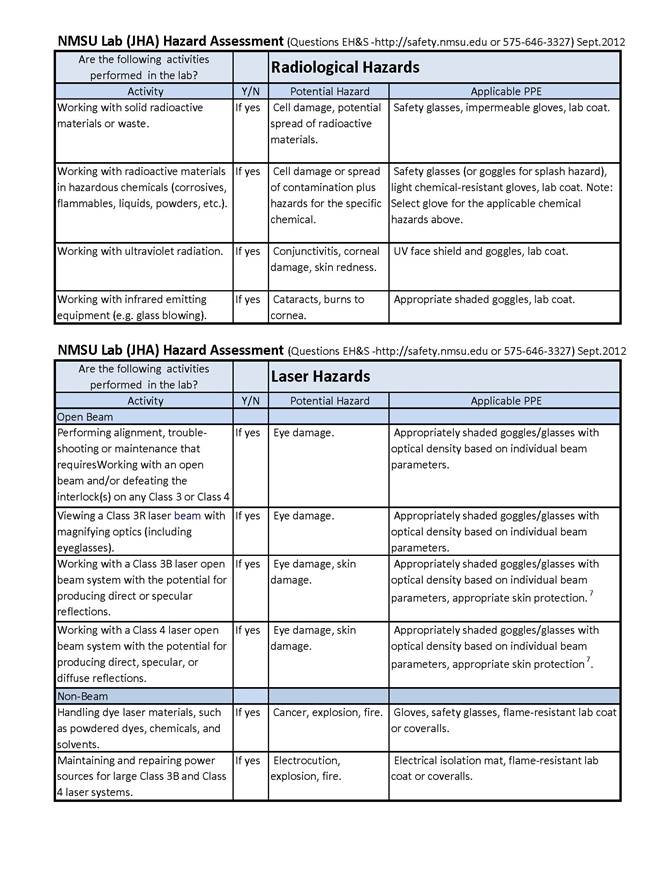 NMSU Lab (JHA) Hazard Assessment (Questions EH&S -http://safety.nmsu.edu or 575-646-3327) Sept.2012
Are the following activities
performed in the lab?
Radiological Hazards
Activity Y/N Potential Hazard Applicable PPE
Working with solid radioactive If yes Cell damage, potential Safety glasses, impermeable gloves, lab coat.
materials or waste. spread of radioactive
materials.
Working with radioactive materials If yes Cell damage or spread Safety glasses (or goggles for splash hazard),
in hazardous chemicals (corrosives, of contamination plus light chemical-resistant gloves, lab coat. Note:
flammables, liquids, powders, etc.). hazards for the specific Select glove for the applicable chemical
chemical. hazards above.
Working with ultraviolet radiation. If yes Conjunctivitis, corneal UV face shield and goggles, lab coat.
damage, skin redness.
Working with infrared emitting If yes Cataracts, burns to Appropriate shaded goggles, lab coat.
equipment (e.g. glass blowing). cornea.
NMSU Lab (JHA) Hazard Assessment (Questions EH&S -http://safety.nmsu.edu or 575-646-3327) Sept.2012
Are the following activities
performed in the lab?
Laser Hazards
Activity Y/N Potential Hazard Applicable PPE
Open Beam
Performing alignment, trouble- If yes Eye damage. Appropriately shaded goggles/glasses with
shooting or maintenance that optical density based on individual beam
requiresWorking with an open parameters.
beam and/or defeating the
interlock(s) on any Class 3 or Class 4
Viewing a Class 3R laser beam with If yes Eye damage. Appropriately shaded goggles/glasses with
magnifying optics (including optical density based on individual beam
eyeglasses). parameters.
Working with a Class 3B laser open If yes Eye damage, skin Appropriately shaded goggles/glasses with
beam system with the potential for damage. optical density based on individual beam
producing direct or specular parameters, appropriate skin protection. 7
reflections.
Working with a Class 4 laser open If yes Eye damage, skin Appropriately shaded goggles/glasses with
beam system with the potential for damage. optical density based on individual beam
producing direct, specular, or parameters, appropriate skin protection 7.
diffuse reflections.
Non-Beam
Handling dye laser materials, such If yes Cancer, explosion, fire. Gloves, safety glasses, flame-resistant lab coat
as powdered dyes, chemicals, and or coveralls.
solvents.
Maintaining and repairing power If yes Electrocution, Electrical isolation mat, flame-resistant lab
sources for large Class 3B and Class explosion, fire. coat or coveralls.
4 laser systems.